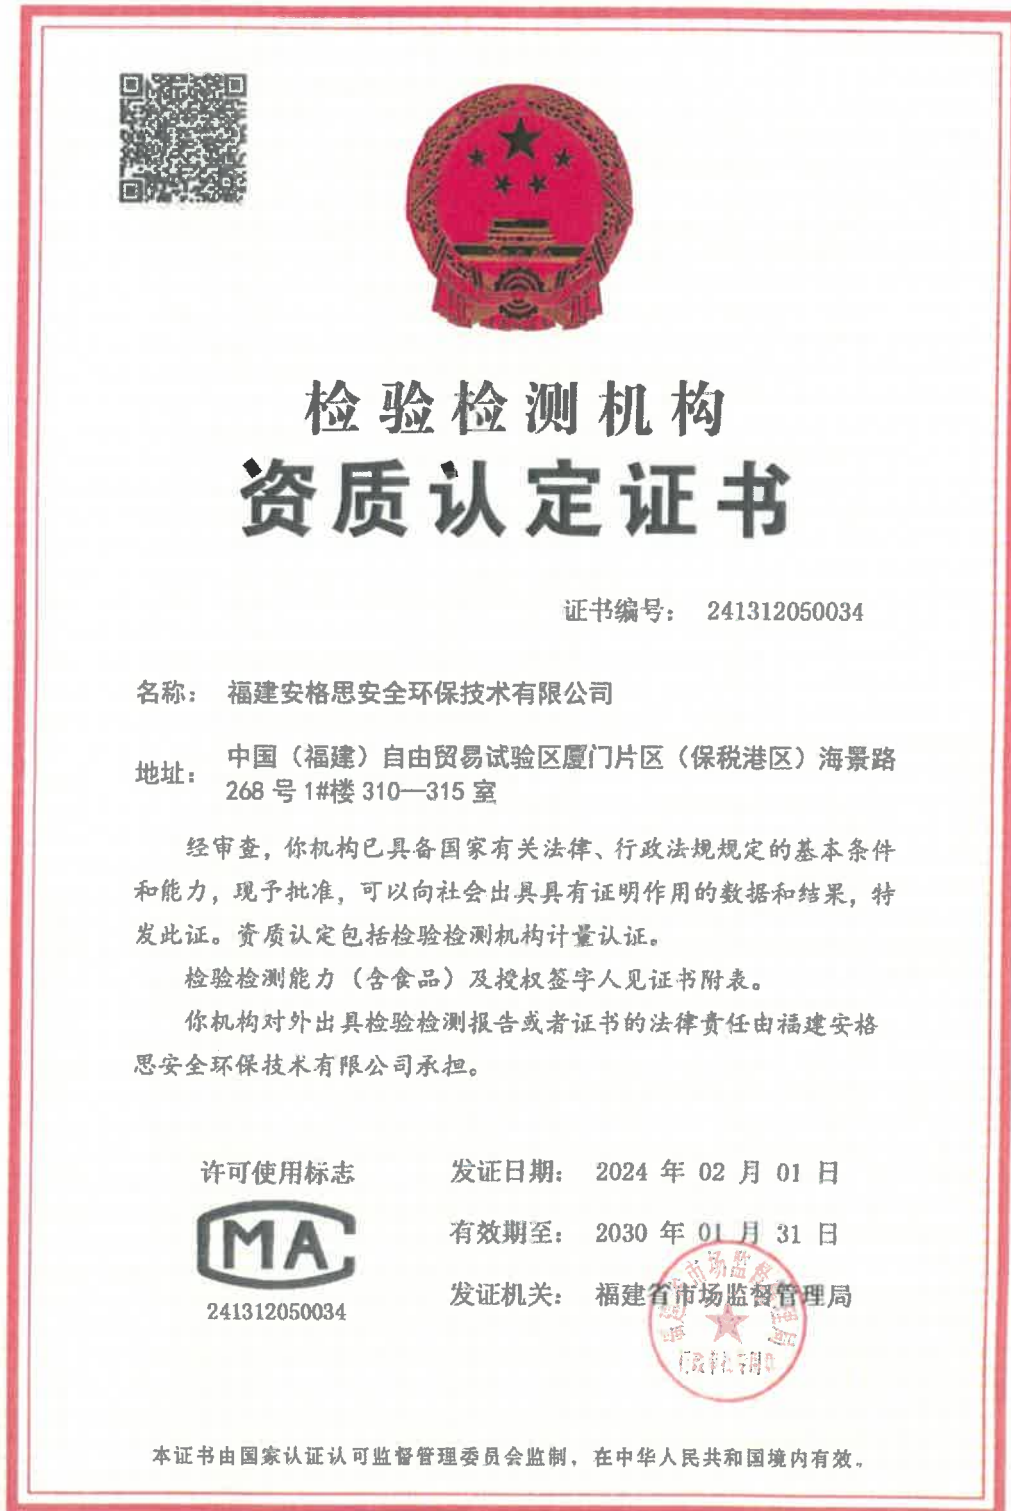 检验检测机构
资质认定证书
证书编号： 241312050034
名称： 福建安格思安全环保技术有限公司
地址： 中国（福建）自由贸易试验区厦门片区（保税港区）海景路
268 号 1#楼 310—315 室
经审查，你机构已具备国家有关法律、行政法规规定的基本条件
和能力，现予批准，可以向社会出具具有证明作用的数据和结果，特
发此证。资质认定包括检验检测机构计量认证。
检验检测能力（含食品）及授权签字人见证书附表。
你机构对外出具检验检测报告或者证书的法律责任由福建安格
思安全环保技术有限公司承担。
许可使用标志
MA
241312050034
发证日期： 2024 年 02 月 01 日
有效期至： 2030 年 01 月 31 日
发证机关： 福建省市场监督管理局
福建省市场监督管理局
本证书由国家认证认可监督管理委员会监制，在中华人民共和国境内有效。